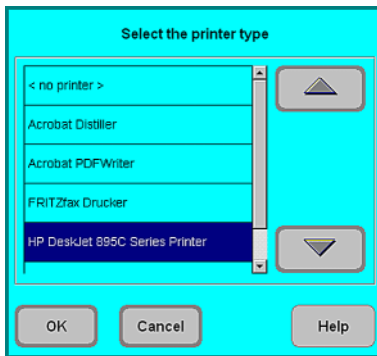 Select the printer type
< no printer >
Acrobat Distiller
Acrobat PDFWriter
FRITZfax Drucker
HP DeskJet 895C Series Printer
OK
Cancel
Help